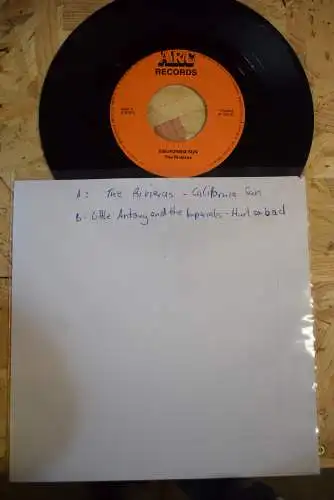 ARC
RECORDS
CALIFORNIA SUN
The Rivieras
A: The Rivieras - California Sun
B: Little Antony and the Imperials - Hurt so bad